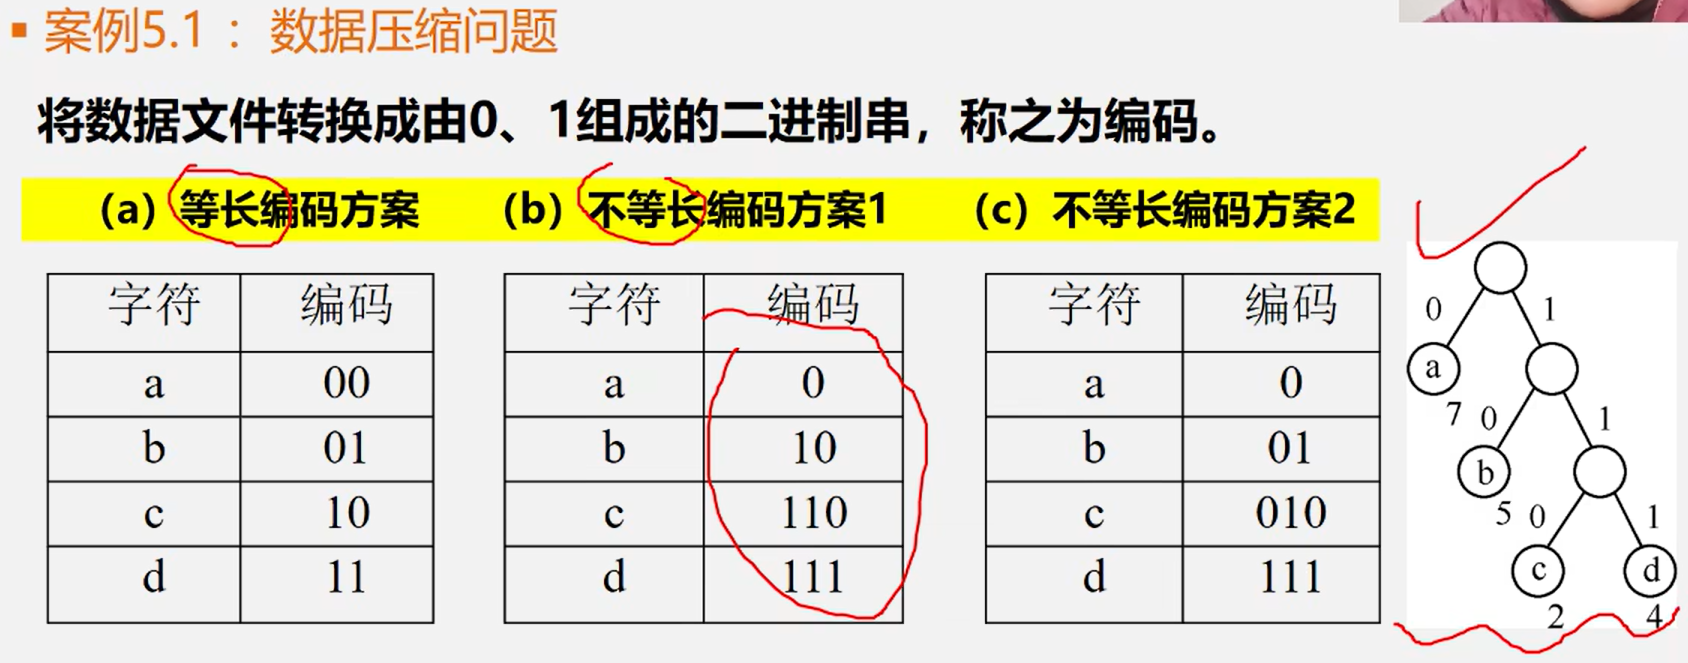 ▪ 案例5.1：数据压缩问题
将数据文件转换成由0、1组成的二进制串，称之为编码。
（a）等长编码方案 （b）不等长编码方案1 （c）不等长编码方案2
字符 编码 字符 编码 字符 编码
a 00 a 0 a 0
b 01 b 10 b 01
c 10 c 110 c 010
d 11 d 111 d 111
0 1
a
7 0 1
b
5 0 1
c d
2 4